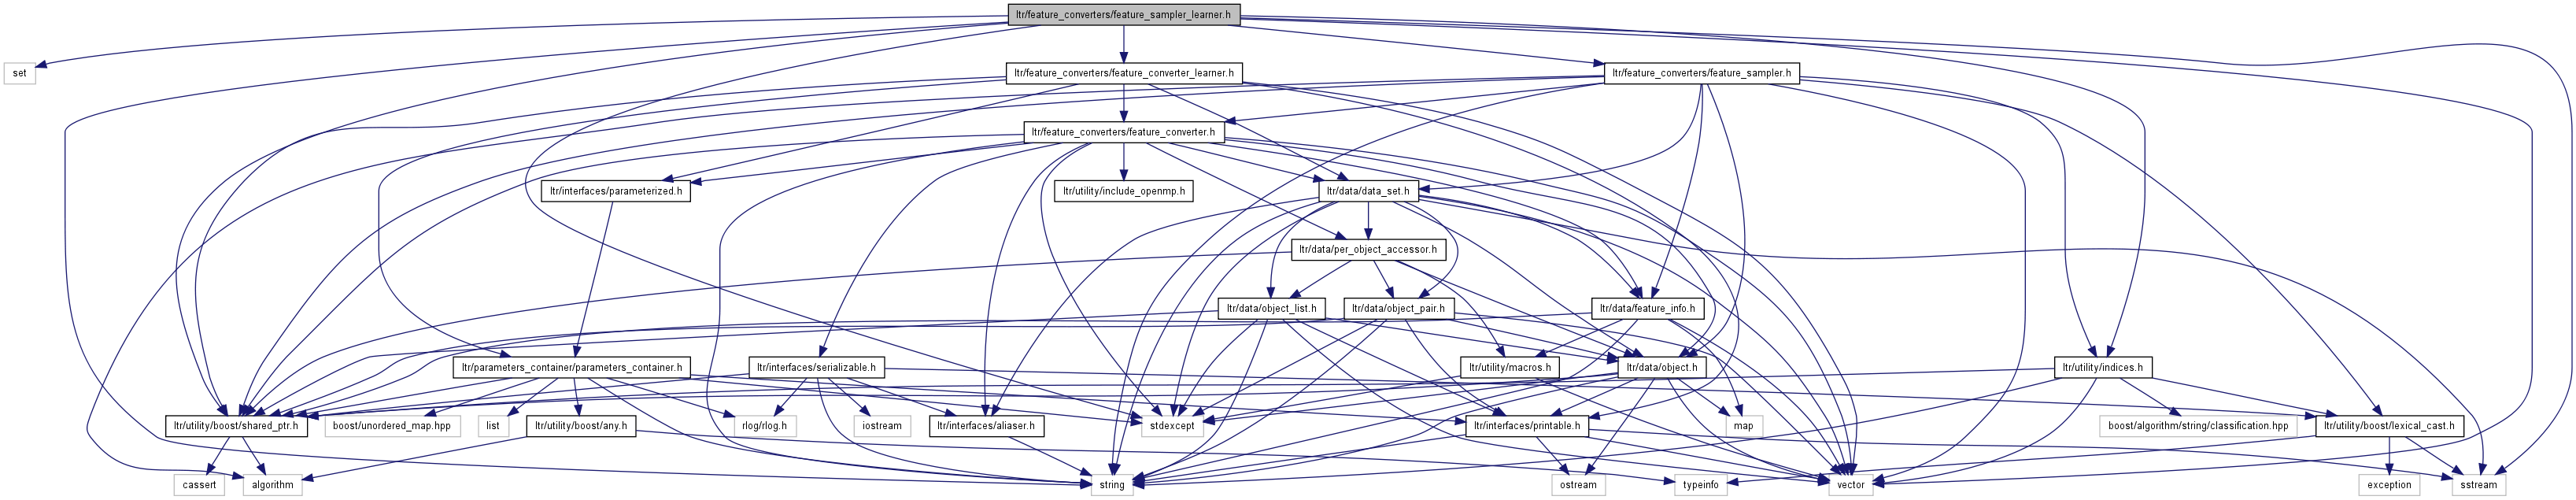 ltr/feature_converters/feature_sampler_learner.h
set
ltr/feature_converters/feature_converter_learner.h
ltr/feature_converters/feature_sampler.h
ltr/feature_converters/feature_converter.h
ltr/interfaces/parameterized.h
ltr/utility/include_openmp.h
ltr/data/data_set.h
ltr/data/per_object_accessor.h
ltr/data/object_list.h
ltr/data/object_pair.h
ltr/data/feature_info.h
ltr/parameters_container/parameters_container.h
ltr/interfaces/serializable.h
ltr/utility/macros.h
ltr/data/object.h
ltr/utility/indices.h
ltr/utility/boost/shared_ptr.h
boost/unordered_map.hpp
list
ltr/utility/boost/any.h
rlog/rlog.h
iostream
ltr/interfaces/aliaser.h
stdexcept
ltr/interfaces/printable.h
map
boost/algorithm/string/classification.hpp
ltr/utility/boost/lexical_cast.h
cassert
algorithm
string
ostream
typeinfo
vector
exception
sstream